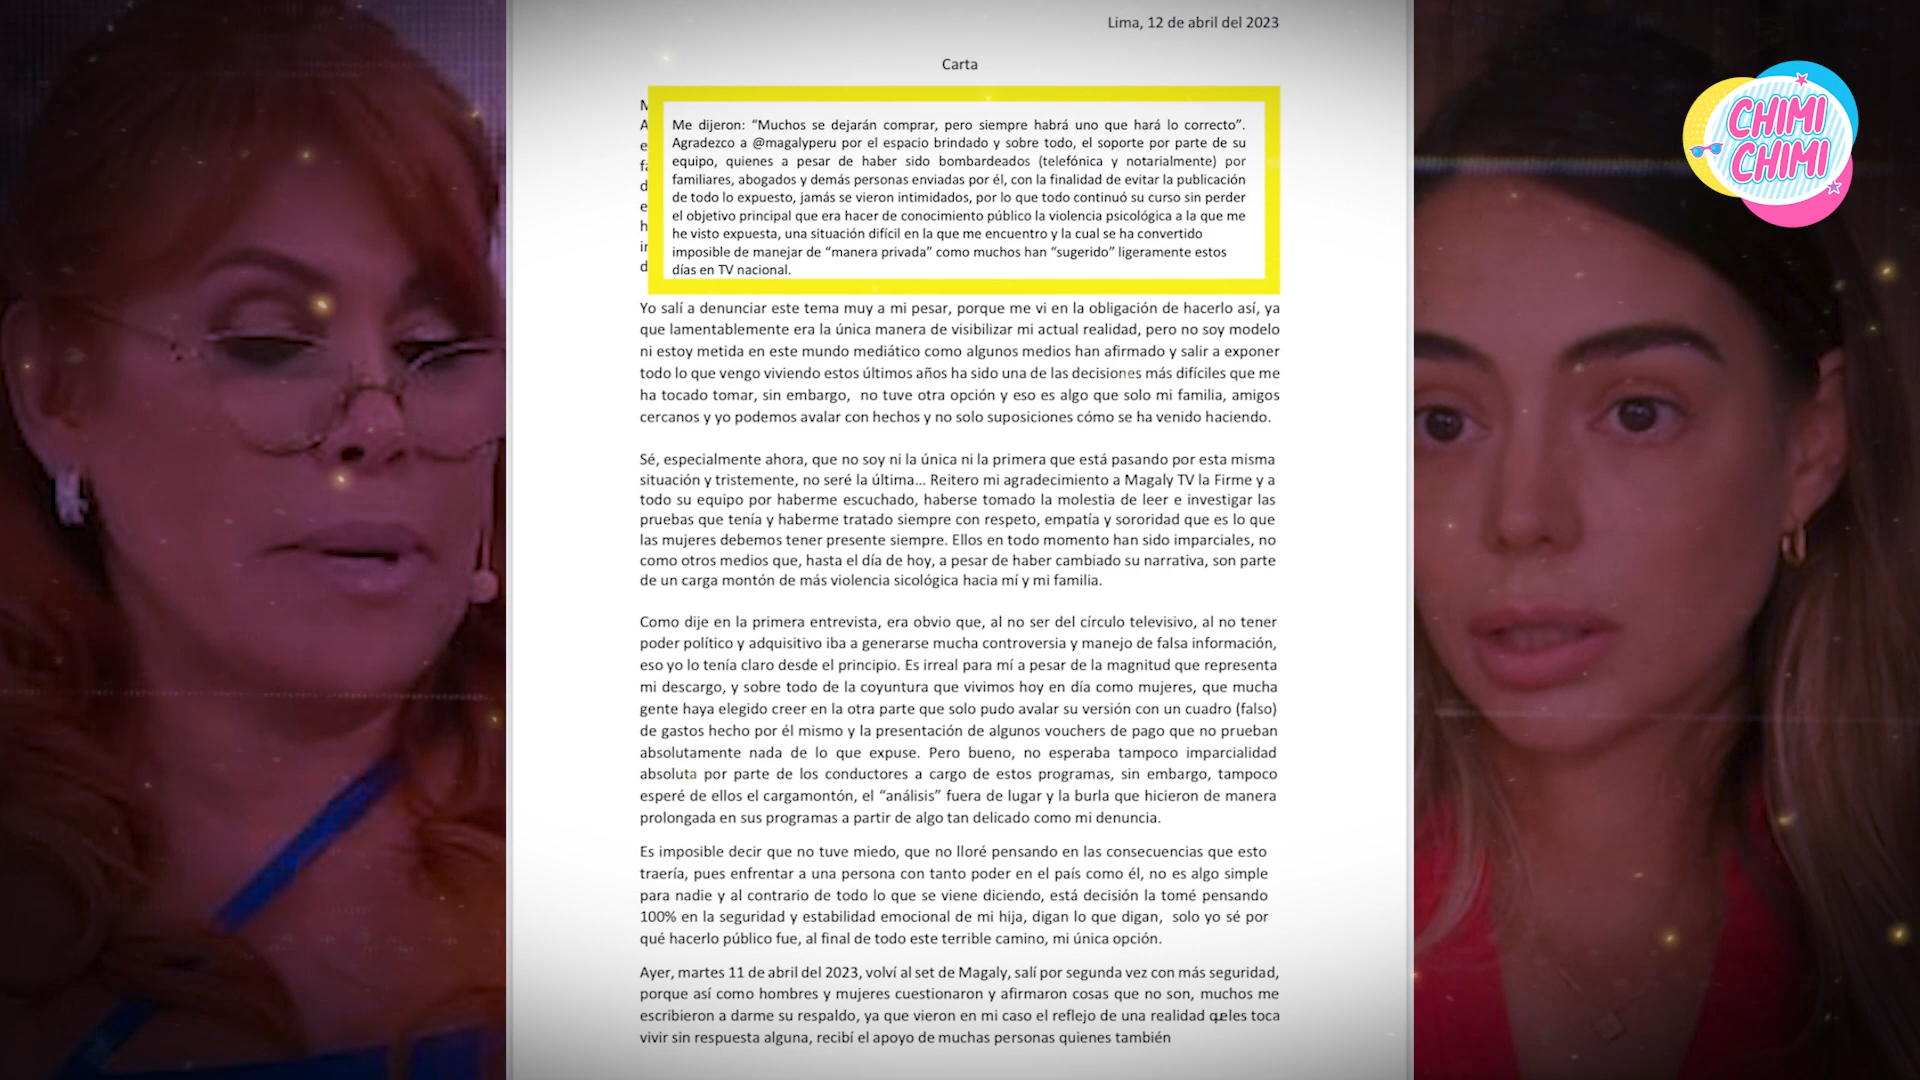 Lima, 12 de abril del 2023
Carta
CHIMI
CHIMI
Me dijeron: “Muchos se dejarán comprar, pero siempre habrá uno que hará lo correcto”.
Agradezco a @magalyperu por el espacio brindado y sobre todo, el soporte por parte de su
equipo, quienes a pesar de haber sido bombardeados (telefónica y notarialmente) por
familiares, abogados y demás personas enviadas por él, con la finalidad de evitar la publicación
de todo lo expuesto, jamás se vieron intimidados, por lo que todo continuó su curso sin perder
el objetivo principal que era hacer de conocimiento público la violencia psicológica a la que me
he visto expuesta, una situación difícil en la que me encuentro y la cual se ha convertido
imposible de manejar de “manera privada” como muchos han “sugerido” ligeramente estos
días en TV nacional.
Yo salí a denunciar este tema muy a mi pesar, porque me vi en la obligación de hacerlo así, ya
que lamentablemente era la única manera de visibilizar mi actual realidad, pero no soy modelo
ni estoy metida en este mundo mediático como algunos medios han afirmado y salir a exponer
todo lo que vengo viviendo estos últimos años ha sido una de las decisiones más difíciles que me
ha tocado tomar, sin embargo, no tuve otra opción y eso es algo que solo mi familia, amigos
cercanos y yo podemos avalar con hechos y no solo suposiciones cómo se ha venido haciendo.
Sé, especialmente ahora, que no soy ni la única ni la primera que está pasando por esta misma
situación y tristemente, no seré la última... Reitero mi agradecimiento a Magaly TV la Firme y a
todo su equipo por haberme escuchado, haberse tomado la molestia de leer e investigar las
pruebas que tenía y haberme tratado siempre con respeto, empatía y sororidad que es lo que
las mujeres debemos tener presente siempre. Ellos en todo momento han sido imparciales, no
como otros medios que, hasta el día de hoy, a pesar de haber cambiado su narrativa, son parte
de un carga montón de más violencia sicológica hacia mí y mi familia.
Como dije en la primera entrevista, era obvio que, al no ser del círculo televisivo, al no tener
poder político y adquisitivo iba a generarse mucha controversia y manejo de falsa información,
eso yo lo tenía claro desde el principio. Es irreal para mí a pesar de la magnitud que representa
mi descargo, y sobre todo de la coyuntura que vivimos hoy en día como mujeres, que mucha
gente haya elegido creer en la otra parte que solo pudo avalar su versión con un cuadro (falso)
de gastos hecho por él mismo y la presentación de algunos vouchers de pago que no prueban
absolutamente nada de lo que expuse. Pero bueno, no esperaba tampoco imparcialidad
absoluta por parte de los conductores a cargo de estos programas, sin embargo, tampoco
esperé de ellos el cargamontón, el “análisis” fuera de lugar y la burla que hicieron de manera
prolongada en sus programas a partir de algo tan delicado como mi denuncia.
Es imposible decir que no tuve miedo, que no lloré pensando en las consecuencias que esto
traería, pues enfrentar a una persona con tanto poder en el país como él, no es algo simple
para nadie y al contrario de todo lo que se viene diciendo, está decisión la tomé pensando
100% en la seguridad y estabilidad emocional de mi hija, digan lo que digan, solo yo sé por
qué hacerlo público fue, al final de todo este terrible camino, mi única opción.
Ayer, martes 11 de abril del 2023, volví al set de Magaly, salí por segunda vez con más seguridad,
porque así como hombres y mujeres cuestionaron y afirmaron cosas que no son, muchos me
escribieron a darme su respaldo, ya que vieron en mi caso el reflejo de una realidad toca
vivir sin respuesta alguna, recibí el apoyo de muchas personas quienes también